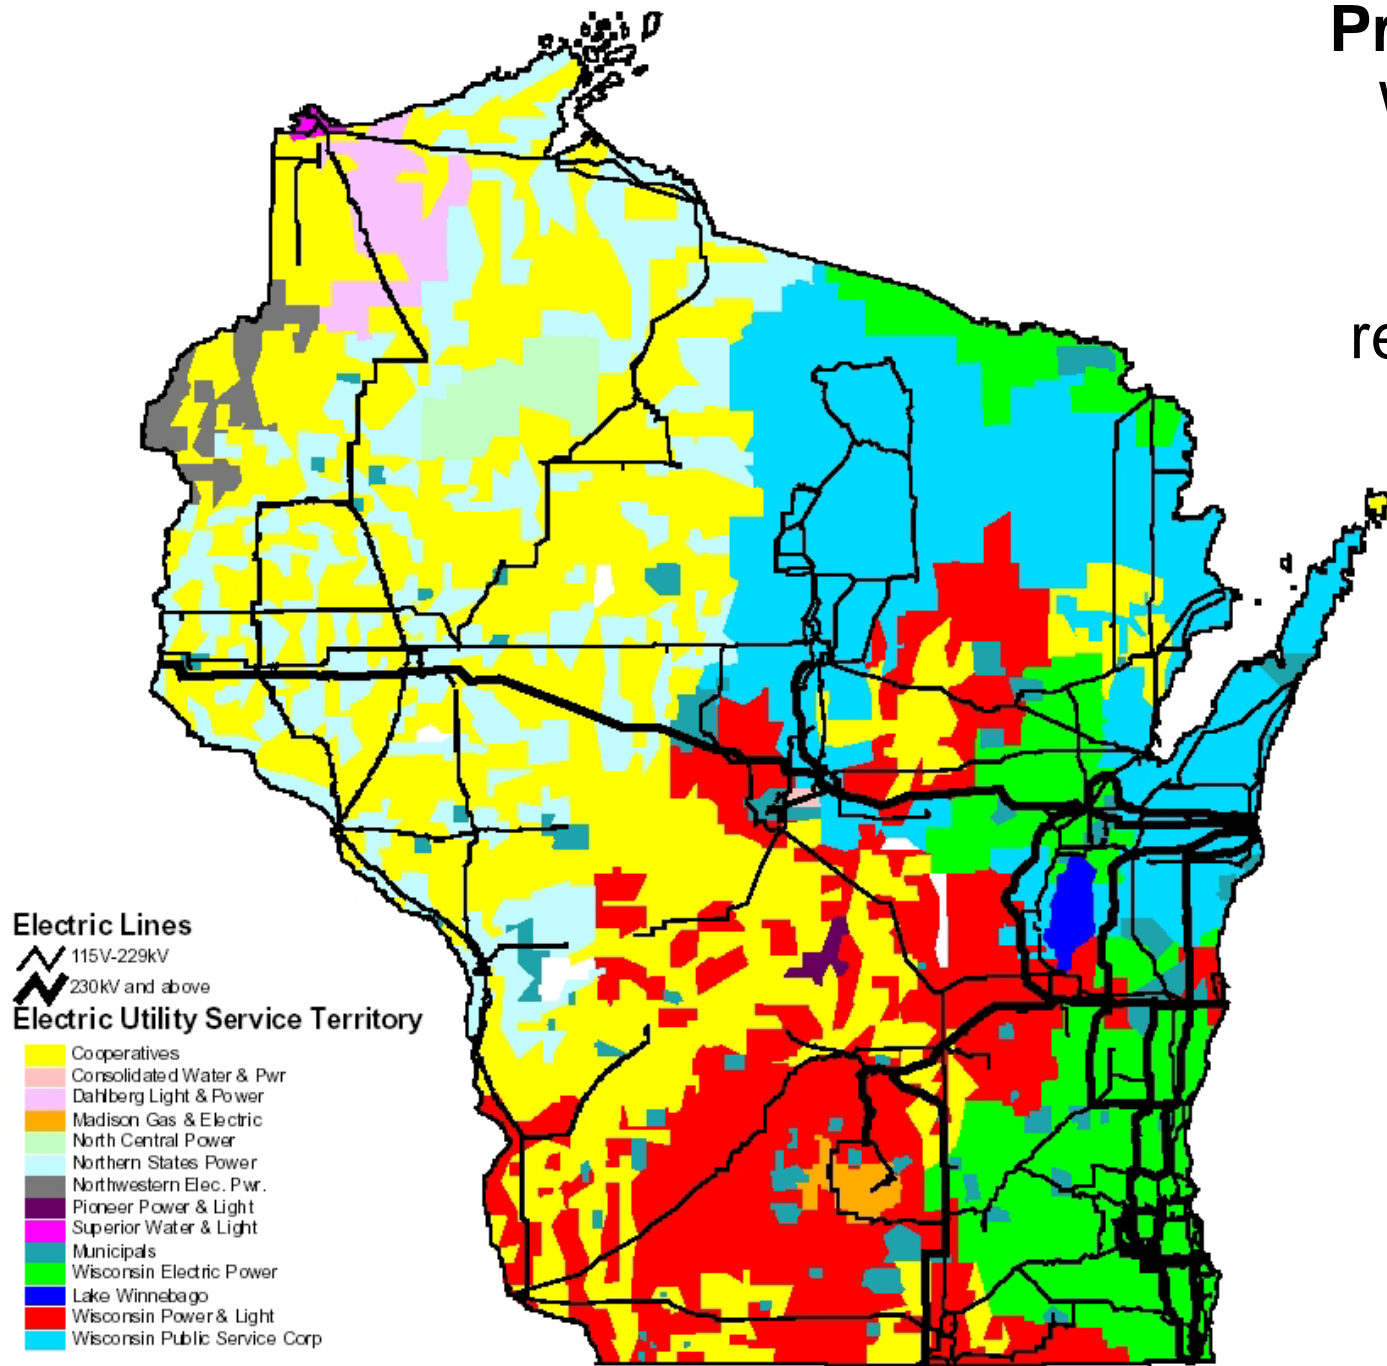 Pr
re
Electric Lines
115V-229kV
230kV and above
Electric Utility Service Territory
Cooperatives
Consolidated Water & Pwr
Dahlberg Light & Power
Madison Gas & Electric
North Central Power
Northern States Power
Northwestern Elec. Pwr.
Pioneer Power & Light
Superior Water & Light
Municipals
Wisconsin Electric Power
Lake Winnebago
Wisconsin Power & Light
Wisconsin Public Service Corp